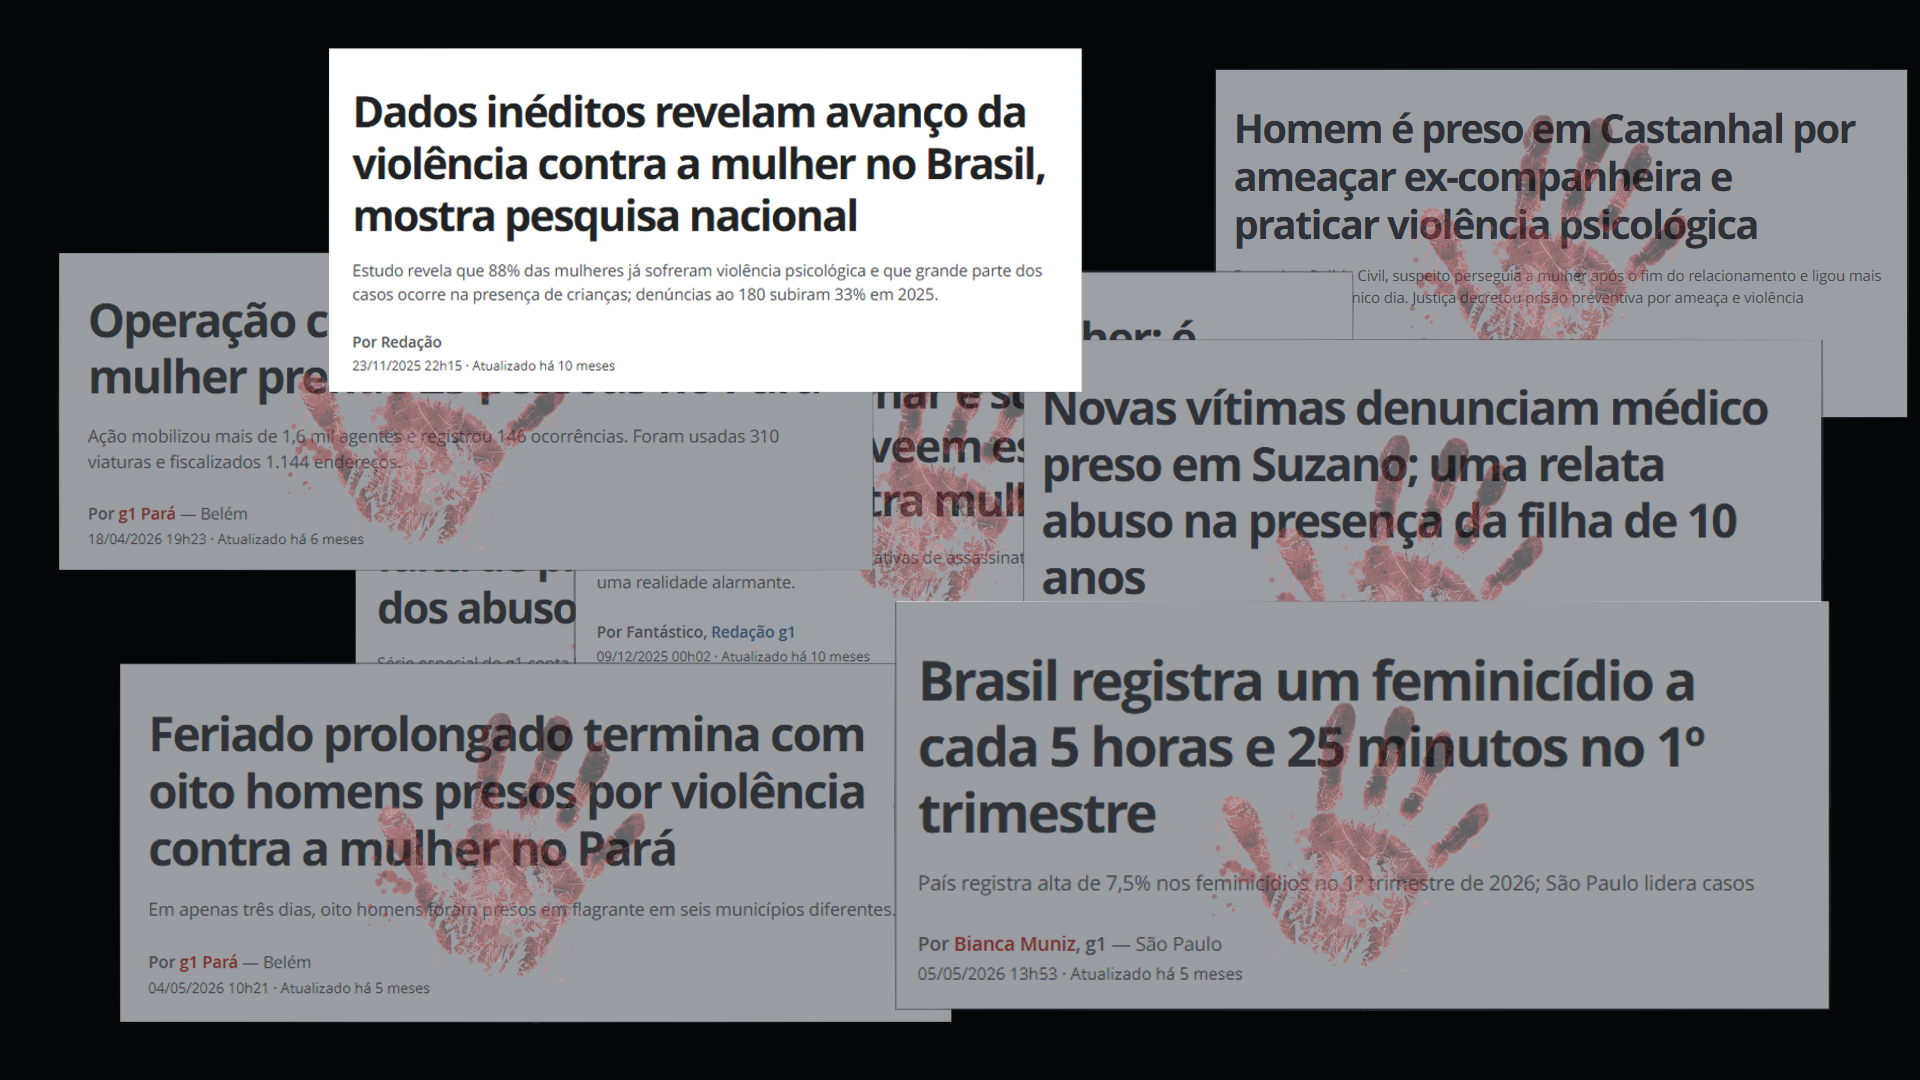 Dados inéditos revelam avanço da
violência contra a mulher no Brasil,
mostra pesquisa nacional
Estudo revela que 88% das mulheres já sofreram violência psicológica e que grande parte dos
casos ocorre na presença de crianças; denúncias ao 180 subiram 33% em 2025.
Por Redação
23/11/2025 22h15 · Atualizado há 10 meses
Homem é preso em Castanhal por
ameaçar ex-companheira e
praticar violência psicológica
Civil, suspeito perseguia a mulher após o fim do relacionamento e ligou mais
dia. Justiça decretou prisão preventiva por ameaça e violência
Operação
mulher
Ação mobilizou mais de 1,6 mil agentes e registrou 146 ocorrências. Foram usadas 310
viaturas e fiscalizados 1.144 endereços.
Por g1 Pará — Belém
18/04/2026 19h23 · Atualizado há 6 meses
é
e
veem
Novas vítimas denunciam médico
preso em Suzano; uma relata
abuso na presença da filha de 10
anos
de
dos
uma realidade alarmante.
Por Fantástico, Redação g1
09/12/2025 00h02 · Atualizado há 10 meses
Série especial do g1 conta
Feriado prolongado termina com
oito homens presos por violência
contra a mulher no Pará
Em apenas três dias, oito homens foram presos em flagrante em seis municípios diferentes.
Por g1 Pará — Belém
04/05/2026 10h21 · Atualizado há 5 meses
Brasil registra um feminicídio a
cada 5 horas e 25 minutos no 1º
trimestre
País registra alta de 7,5% nos feminicídios no 1º trimestre de 2026; São Paulo lidera casos
Por Bianca Muniz, g1 — São Paulo
05/05/2026 13h53 · Atualizado há 5 meses